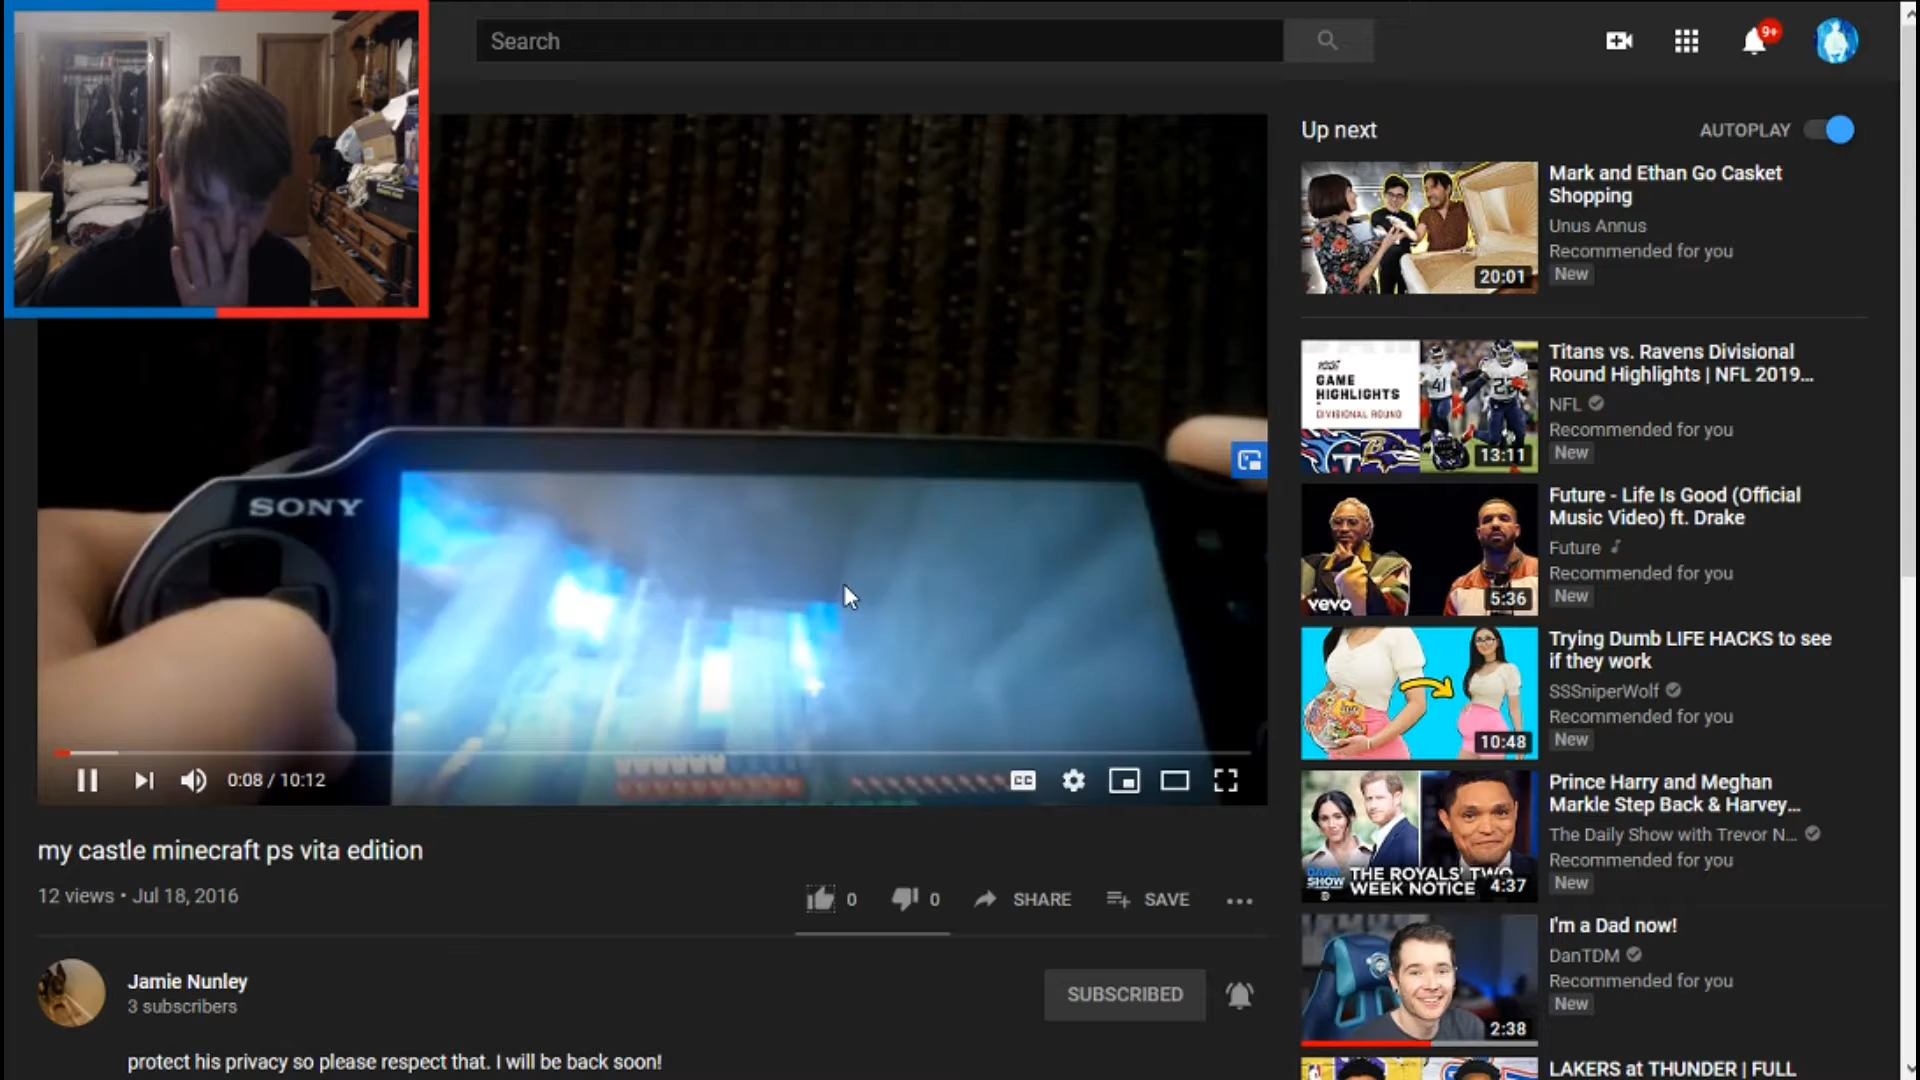 Search
9+
Up next
AUTOPLAY
Mark and Ethan Go Casket
Shopping
Unus Annus
Recommended for you
New
20:01
GAME
HIGHLIGHTS
DIVISIONAL ROUND
13:11
Titans vs. Ravens Divisional
Round Highlights | NFL 2019...
NFL
Recommended for you
New
vevo
5:36
Future - Life Is Good (Official
Music Video) ft. Drake
Future
Recommended for you
New
10:48
Trying Dumb LIFE HACKS to see
if they work
SSSniperWolf
Recommended for you
New
DAILY
SHOW
THE ROYALS' TWO
WEEK NOTICE
4:37
Prince Harry and Meghan
Markle Step Back & Harvey...
The Daily Show with Trevor N...
Recommended for you
New
2:38
I'm a Dad now!
DanTDM
Recommended for you
New
LAKERS at THUNDER | FULL
SONY
0:08 / 10:12
CC
my castle minecraft ps vita edition
12 views • Jul 18, 2016
0
0
SHARE
SAVE
Jamie Nunley
3 subscribers
SUBSCRIBED
protect his privacy so please respect that. I will be back soon!